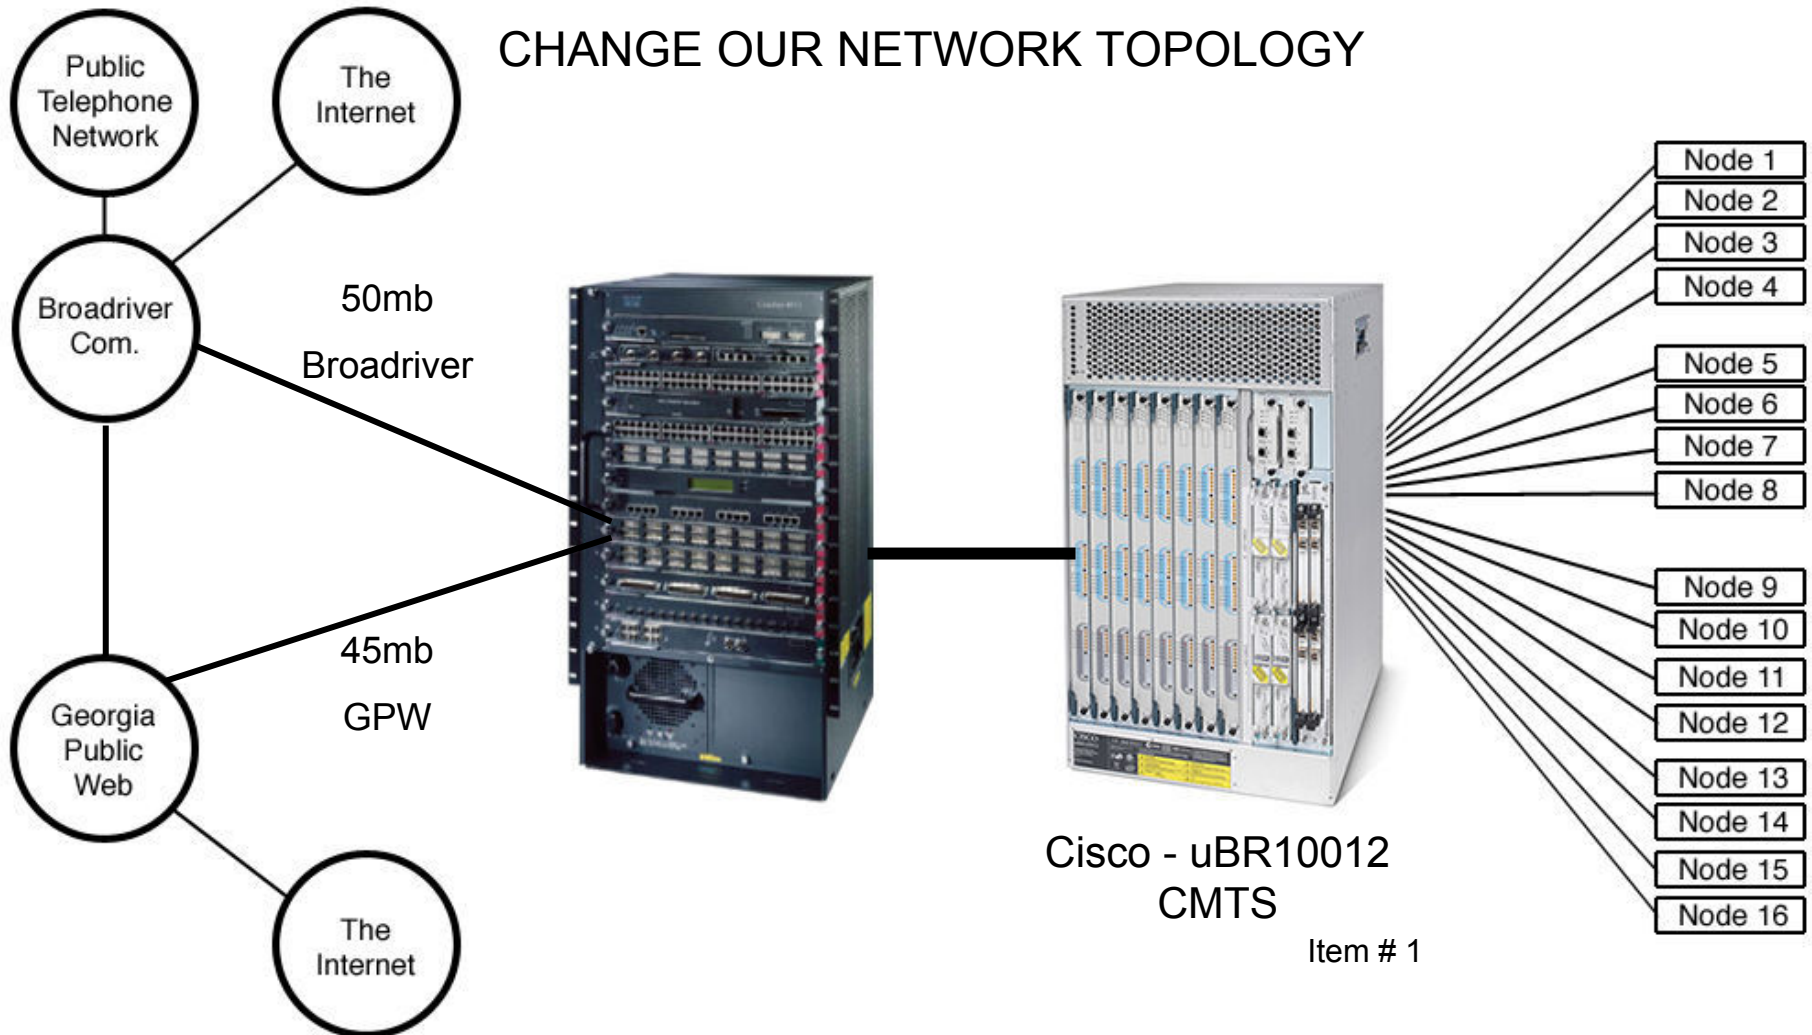 CHANGE OUR NETWORK TOPOLOGY
Public
Telephone
Network
The
Internet
Broadriver
Com.
50mb
Broadriver
45mb
GPW
Georgia
Public
Web
The
Internet
Cisco - uBR10012
CMTS
Item # 1
Node 1
Node 2
Node 3
Node 4
Node 5
Node 6
Node 7
Node 8
Node 9
Node 10
Node 11
Node 12
Node 13
Node 14
Node 15
Node 16
CISCO